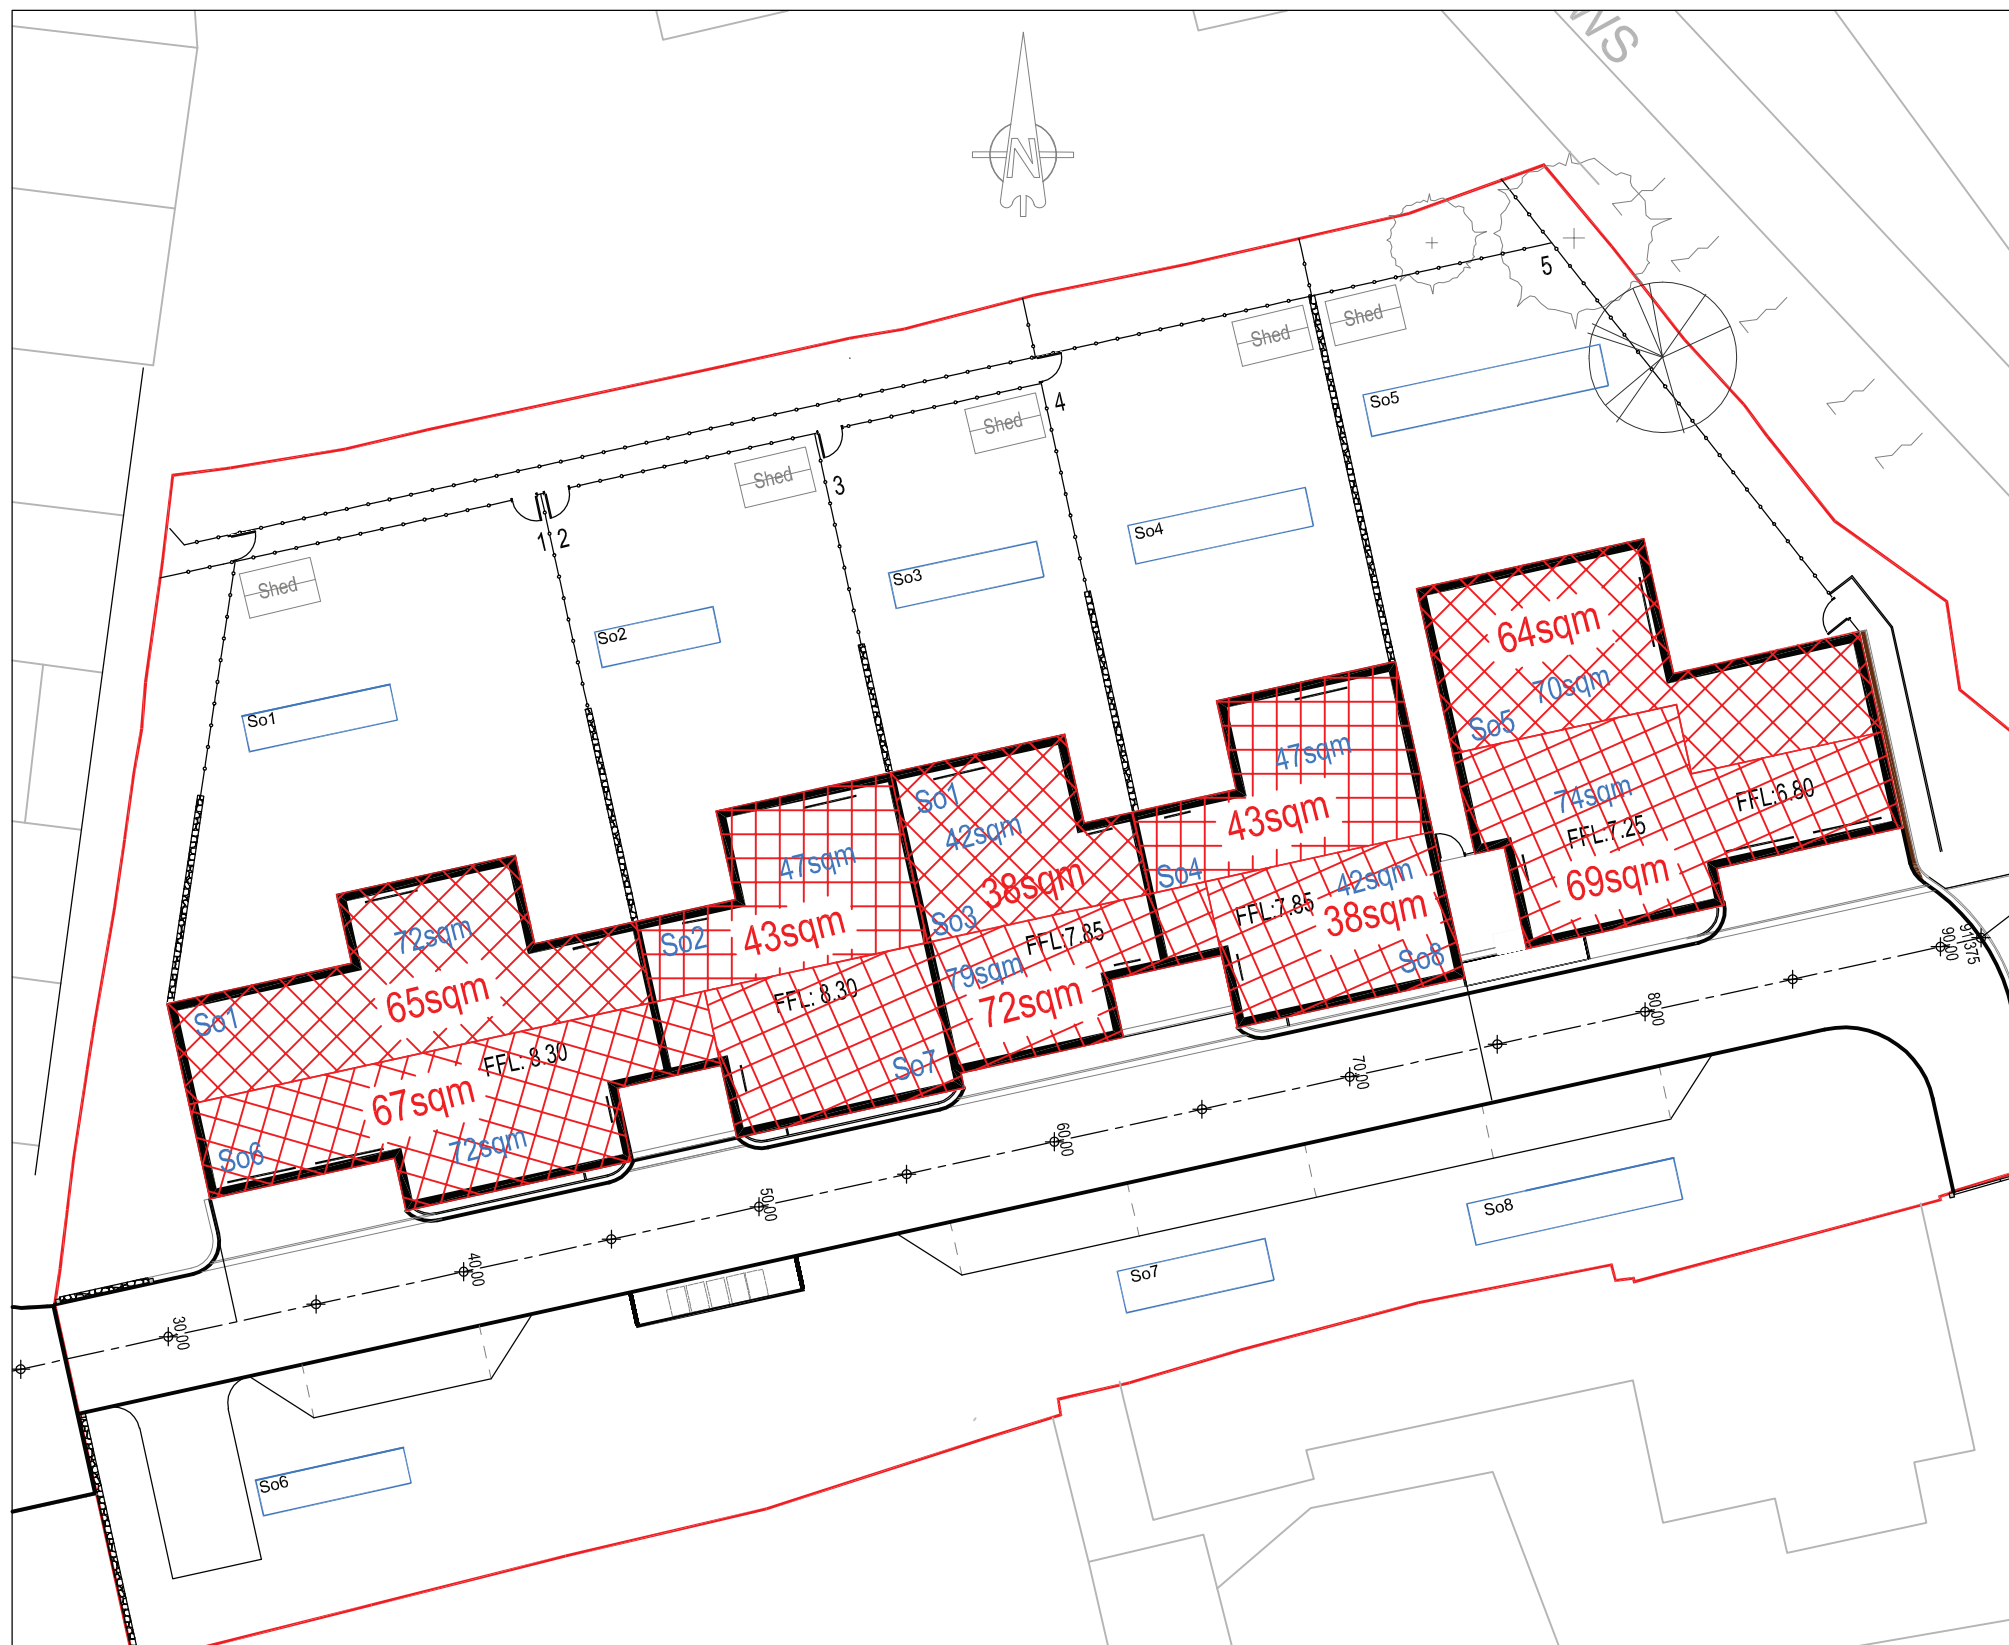 WS
N
5
Shed
Shed
So5
4
Shed
3
Shed
So4
1 2
So3
Shed
So2
So1
64sqm
70sqm
So5
47sqm
74sqm
FFL:6.80
FFL:7.25
69sqm
43sqm
So4
42sqm
FFL:7.85
38sqm
So8
So1
42sqm
38sqm
So3
FFL:7.85
79sqm
72sqm
47sqm
So2
43sqm
FFL: 8.30
So7
72sqm
65sqm
So1
FFL: 8.30
67sqm
72sqm
So6
91.375
90.00
80.00
70.00
60.00
50.00
40.00
30.00
So8
So7
So6